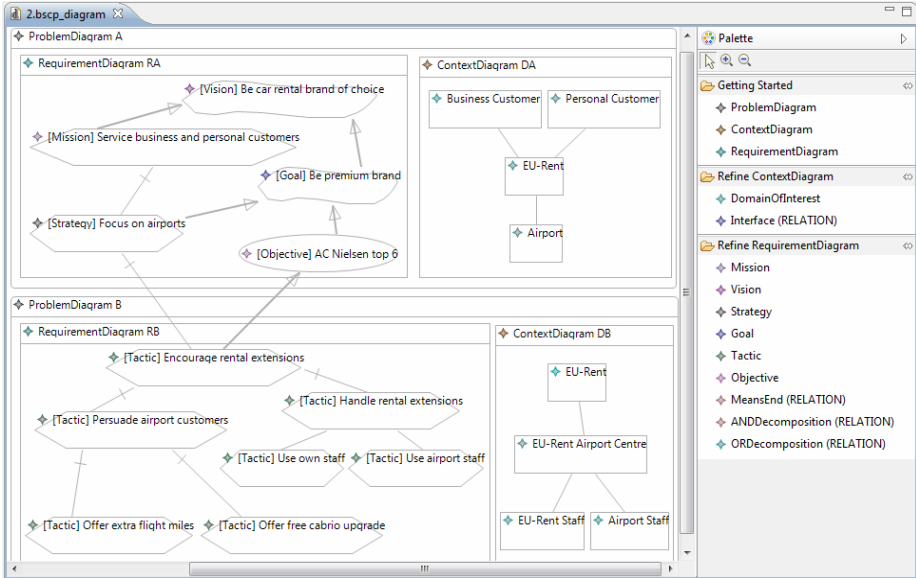 2.bscp_diagram
ProblemDiagram A
RequirementDiagram RA
[Vision] Be car rental brand of choice
[Mission] Service business and personal customers
[Goal] Be premium brand
[Strategy] Focus on airports
[Objective] AC Nielsen top 6
ContextDiagram DA
Business Customer
Personal Customer
EU-Rent
Airport
ProblemDiagram B
RequirementDiagram RB
[Tactic] Encourage rental extensions
[Tactic] Handle rental extensions
[Tactic] Persuade airport customers
[Tactic] Use own staff
[Tactic] Use airport staff
[Tactic] Offer extra flight miles
[Tactic] Offer free cabrio upgrade
ContextDiagram DB
EU-Rent
EU-Rent Airport Centre
EU-Rent Staff
Airport Staff
Palette
Getting Started
ProblemDiagram
ContextDiagram
RequirementDiagram
Refine ContextDiagram
DomainOfInterest
Interface (RELATION)
Refine RequirementDiagram
Mission
Vision
Strategy
Goal
Tactic
Objective
MeansEnd (RELATION)
ANDDecomposition (RELATION)
ORDecomposition (RELATION)